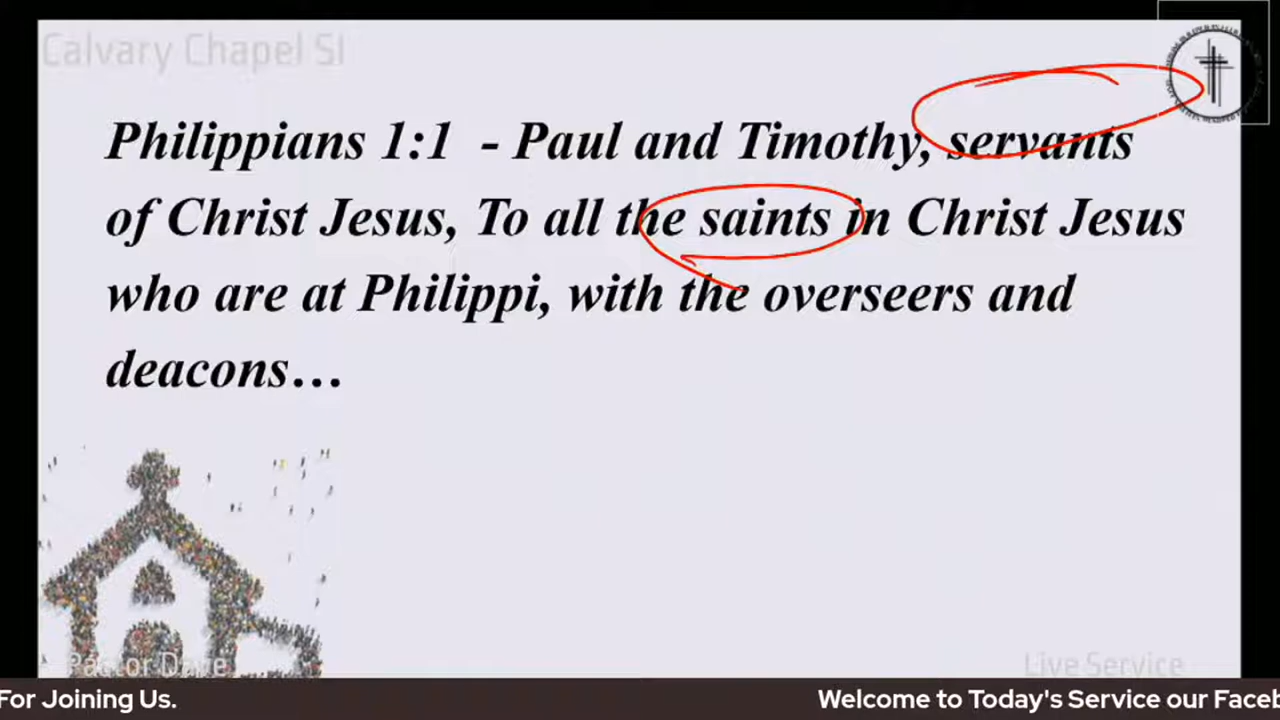 Calvary Chapel SI
Philippians 1:1 - Paul and Timothy, servants
of Christ Jesus, To all the saints in Christ Jesus
who are at Philippi, with the overseers and
deacons…
Pastor Dave
Live Service
For Joining Us.
Welcome to Today's Service our Faceb